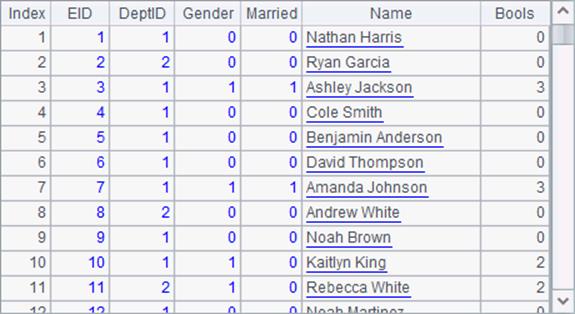 Index EID DeptID Gender Married Name Bools
1 1 1 0 0 Nathan Harris 0
2 2 2 0 0 Ryan Garcia 0
3 3 1 1 1 Ashley Jackson 3
4 4 1 0 0 Cole Smith 0
5 5 1 0 0 Benjamin Anderson 0
6 6 1 0 0 David Thompson 0
7 7 1 1 1 Amanda Johnson 3
8 8 2 0 0 Andrew White 0
9 9 1 0 0 Noah Brown 0
10 10 1 1 0 Kaitlyn King 2
11 11 2 1 0 Rebecca White 2
12 12 1 0 0 Noah Martinez 0